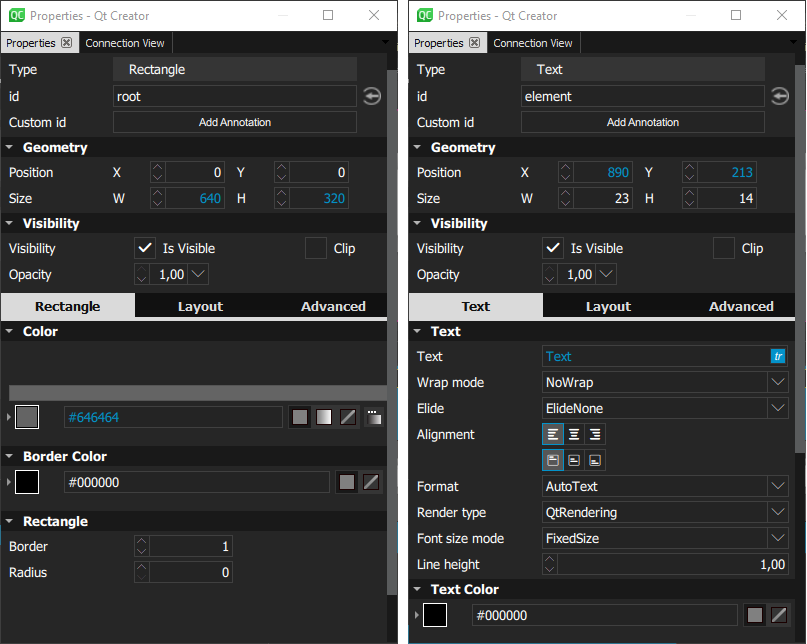 Properties - Qt Creator
Properties Connection View
Type Rectangle
id root
Custom id Add Annotation
Geometry
Position X 0 Y 0
Size W 640 H 320
Visibility
Visibility Is Visible Clip
Opacity 1,00
Rectangle Layout Advanced
Color
#646464
Border Color
#000000
Rectangle
Border 1
Radius 0
Properties - Qt Creator
Properties Connection View
Type Text
id element
Custom id Add Annotation
Geometry
Position X 890 Y 213
Size W 23 H 14
Visibility
Visibility Is Visible Clip
Opacity 1,00
Text Layout Advanced
Text
Text Text tr
Wrap mode NoWrap
Elide ElideNone
Alignment
Format AutoText
Render type QtRendering
Font size mode FixedSize
Line height 1,00
Text Color
#000000